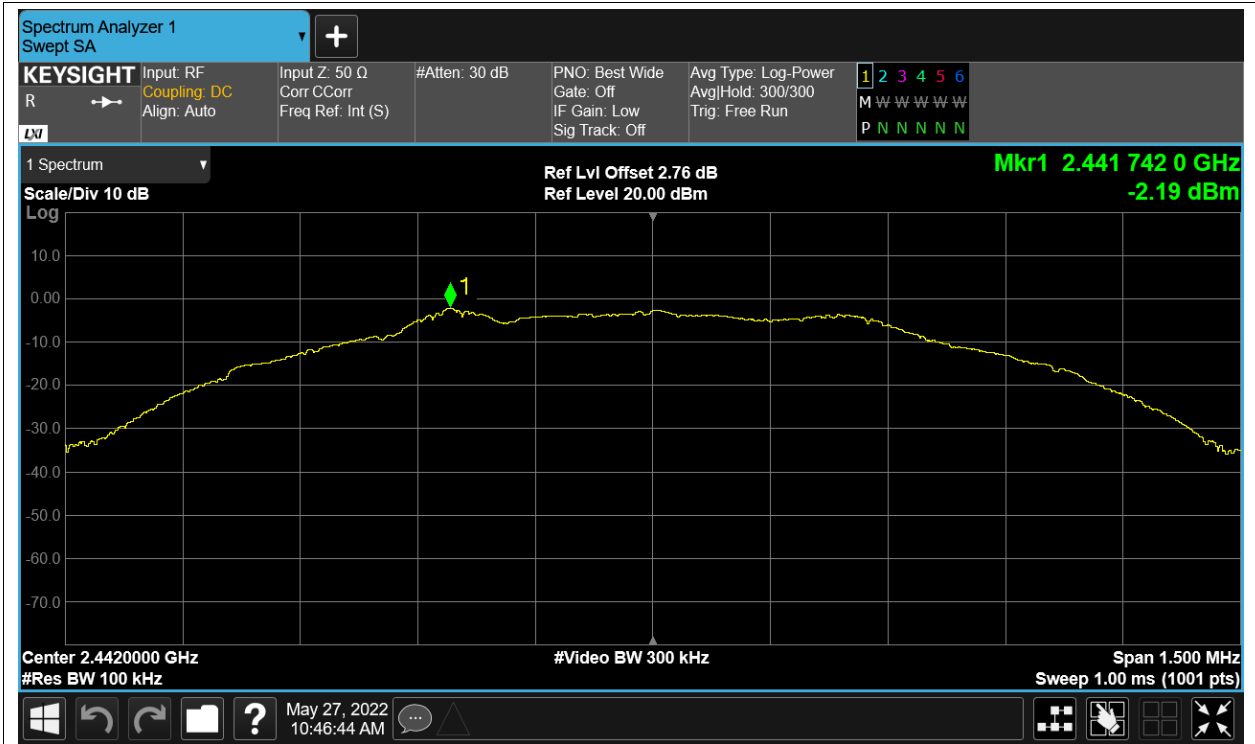 Spectrum Analyzer 1
Swept SA
KEYSIGHT
R
LXI
Input: RF
Coupling: DC
Align: Auto
Input Z: 50 Ω
Corr CCorr
Freq Ref: Int (S)
#Atten: 30 dB
PNO: Best Wide
Gate: Off
IF Gain: Low
Sig Track: Off
Avg Type: Log-Power
Avg|Hold: 300/300
Trig: Free Run
1 2 3 4 5 6
M W W W W W
P N N N N N
1 Spectrum
Scale/Div 10 dB
Log
Ref Lvl Offset 2.76 dB
Ref Level 20.00 dBm
Mkr1 2.441 742 0 GHz
-2.19 dBm
10.0
0.00
-10.0
-20.0
-30.0
-40.0
-50.0
-60.0
-70.0
1
Center 2.4420000 GHz
#Res BW 100 kHz
#Video BW 300 kHz
Span 1.500 MHz
Sweep 1.00 ms (1001 pts)
?
May 27, 2022
10:46:44 AM